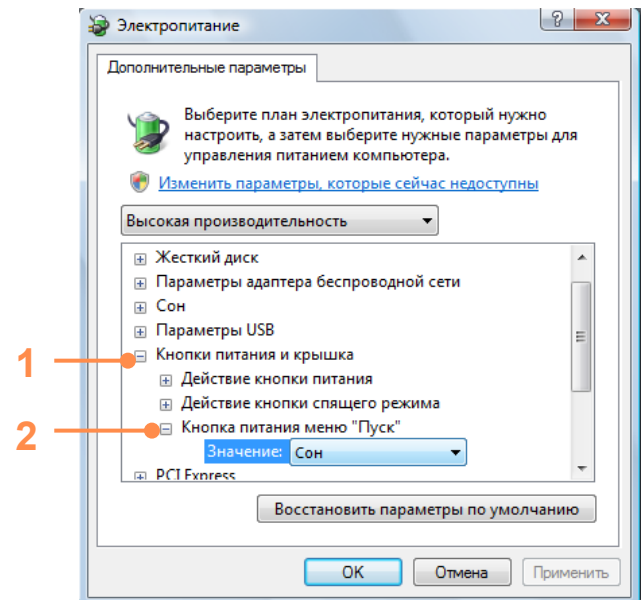 Электропитание
Дополнительные параметры
Выберите план электропитания, который нужно
настроить, а затем выберите нужные параметры для
управления питанием компьютера.
Изменить параметры, которые сейчас недоступны
Высокая производительность
Жесткий диск
Параметры адаптера беспроводной сети
Сон
Параметры USB
1 Кнопки питания и крышка
Действие кнопки питания
Действие кнопки спящего режима
2 Кнопка питания меню "Пуск"
Значение: Сон
PCI Express
Восстановить параметры по умолчанию
OK Отмена Применить